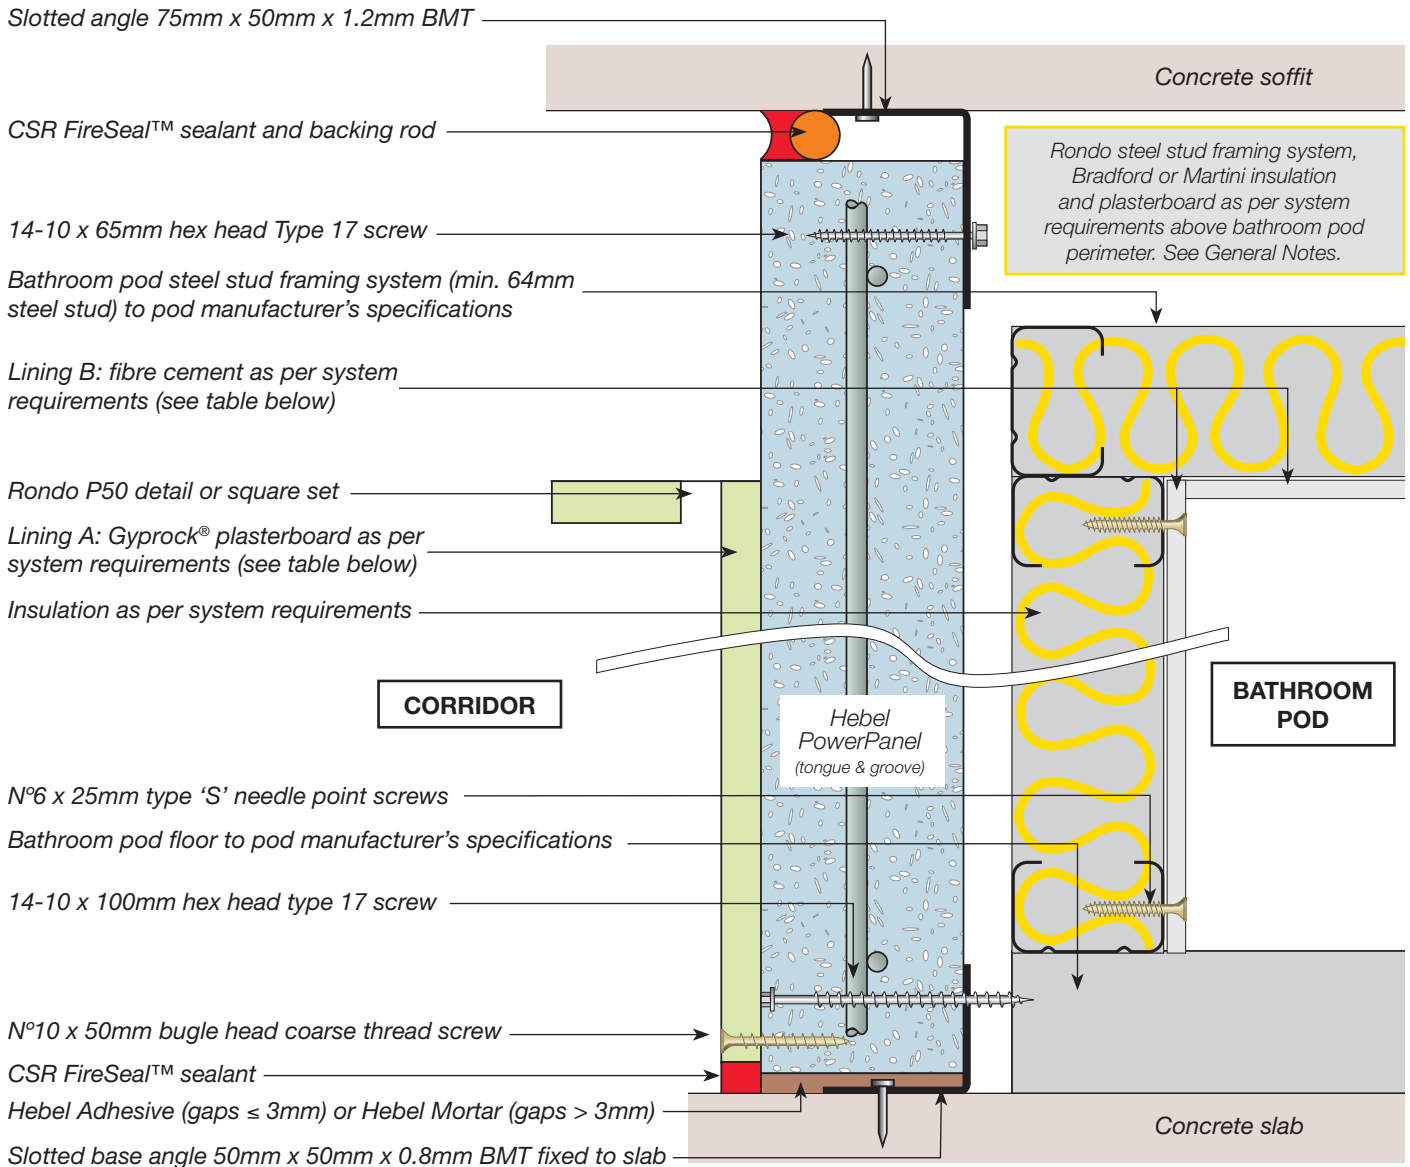 Slotted angle 75mm x 50mm x 1.2mm BMT
Concrete soffit
CSR FireSeal™ sealant and backing rod
Rondo steel stud framing system,
Bradford or Martini insulation
and plasterboard as per system
requirements above bathroom pod
perimeter. See General Notes.
14-10 x 65mm hex head Type 17 screw
Bathroom pod steel stud framing system (min. 64mm
steel stud) to pod manufacturer’s specifications
Lining B: fibre cement as per system
requirements (see table below)
Rondo P50 detail or square set
Lining A: Gyprock® plasterboard as per
system requirements (see table below)
Insulation as per system requirements
CORRIDOR
Hebel
PowerPanel
(tongue & groove)
BATHROOM
POD
Nº6 x 25mm type ‘S’ needle point screws
Bathroom pod floor to pod manufacturer’s specifications
14-10 x 100mm hex head type 17 screw
Nº10 x 50mm bugle head coarse thread screw
CSR FireSeal™ sealant
Hebel Adhesive (gaps ≤ 3mm) or Hebel Mortar (gaps > 3mm)
Concrete slab
Slotted base angle 50mm x 50mm x 0.8mm BMT fixed to slab